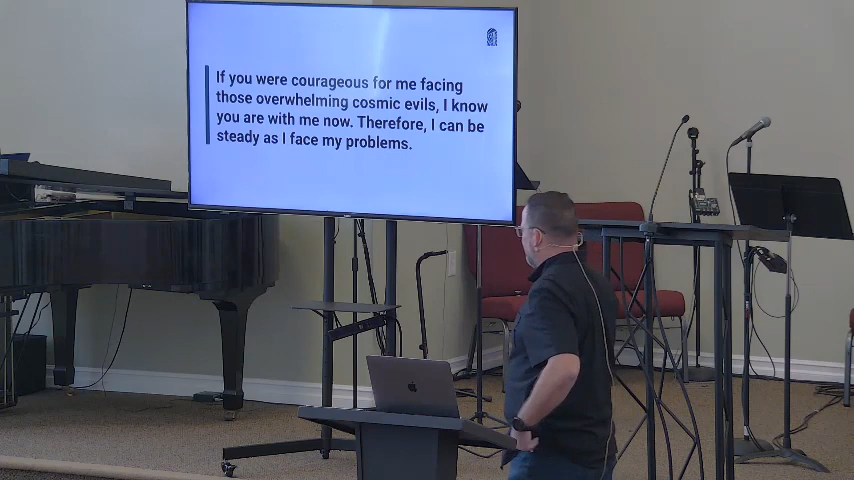 If you were courageous for me facing
those overwhelming cosmic evils, I know
you are with me now. Therefore, I can be
steady as I face my problems.